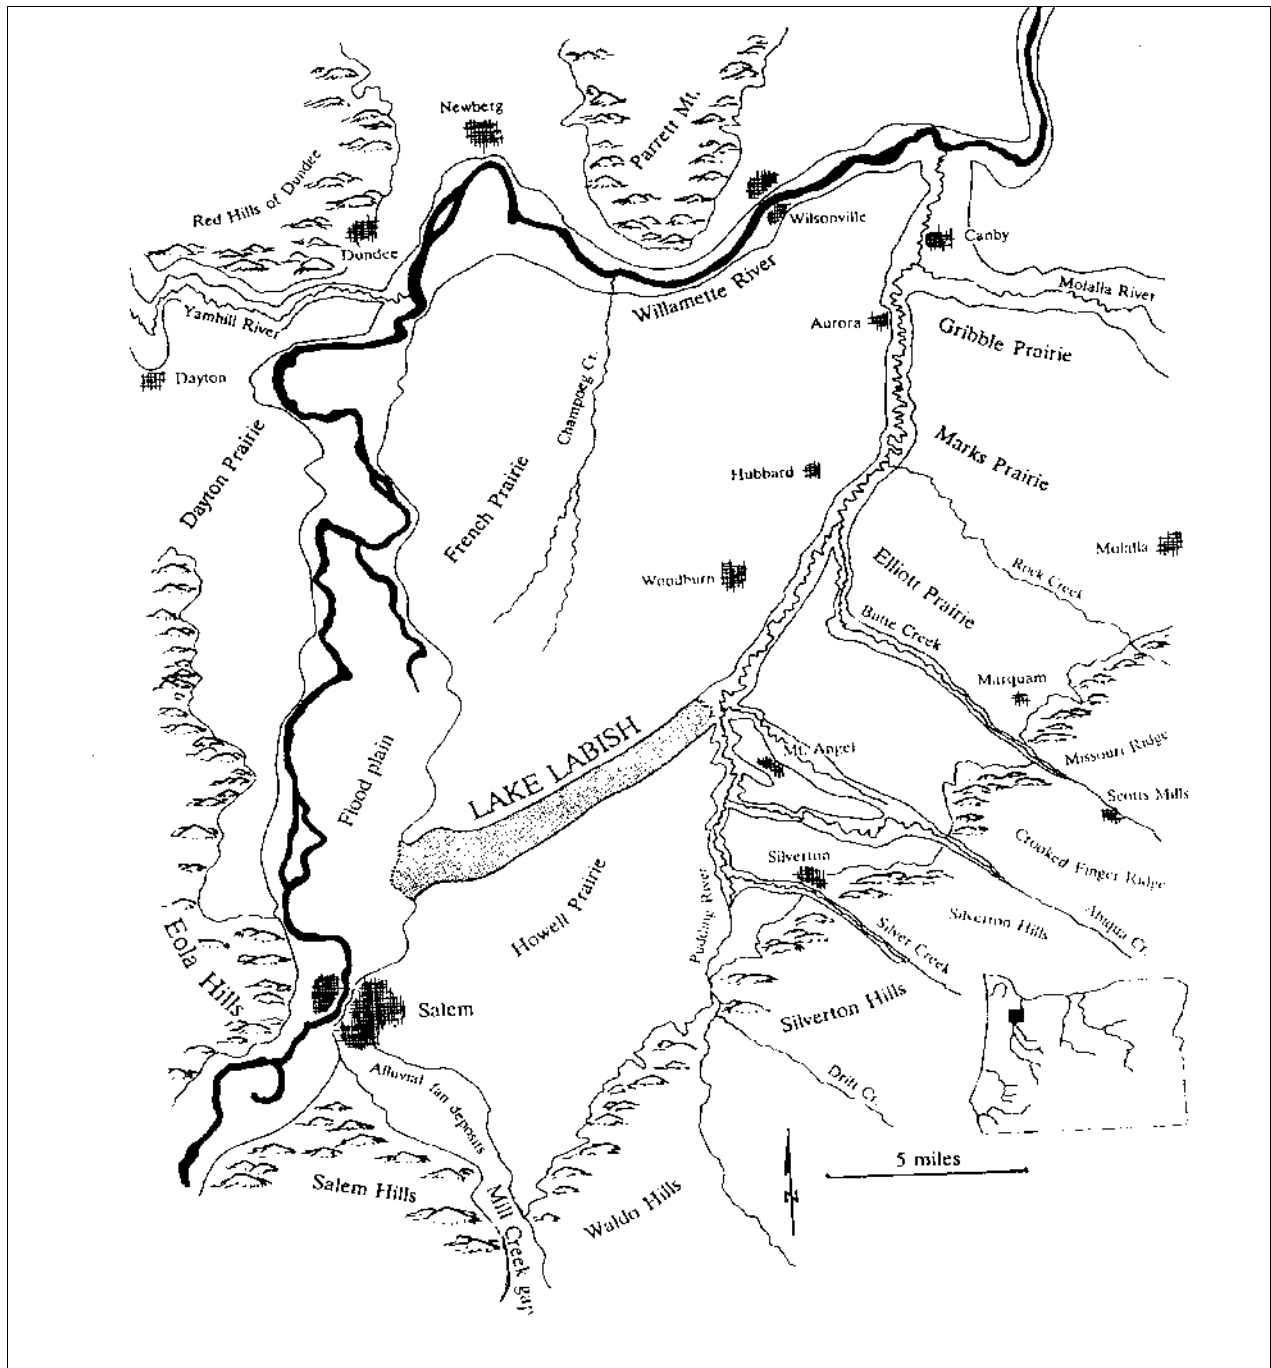 Newberg
Parrett Mt.
Red Hills of Dundee
Wilsonville
Canby
Dundee
Willamette River
Molalla River
Yamhill River
Aurora
Gribble Prairie
Dayton
Champoeg Cr.
Dayton Prairie
Marks Prairie
French Prairie
Hubbard
Molalla
Woodburn
Elliott Prairie
Rock Creek
Butte Creek
Marquam
LAKE LABISH
Mt. Angel
Missouri Ridge
Flood plain
Scotts Mills
Silverton
Crooked Finger Ridge
Howell Prairie
Pudding River
Silver Creek
Silverton Hills
Abiqua Cr.
Eola Hills
Salem
Silverton Hills
Alluvial fan deposits
Drift Cr.
5 miles
Salem Hills
Mill Creek gap
Waldo Hills
N